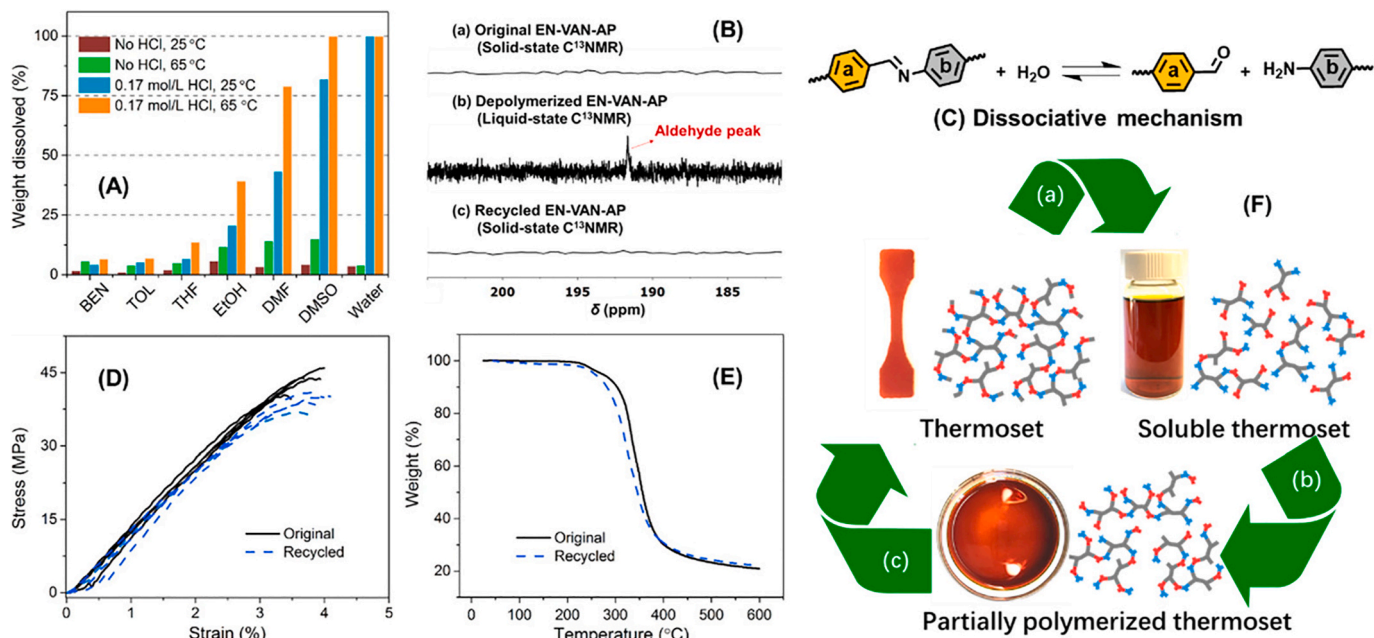 (A)
Weight dissolved (%)
100
75
50
25
0
No HCl, 25 °C
No HCl, 65 °C
0.17 mol/L HCl, 25 °C
0.17 mol/L HCl, 65 °C
BEN
TOL
THF
EtOH
DMF
DMSO
Water
(B)
(a) Original EN-VAN-AP
(Solid-state C¹³NMR)
(b) Depolymerized EN-VAN-AP
(Liquid-state C¹³NMR)
Aldehyde peak
(c) Recycled EN-VAN-AP
(Solid-state C¹³NMR)
200 195 190 185
δ (ppm)
a N b + H₂O a O + H₂N b
(C) Dissociative mechanism
(D)
Stress (MPa)
45
30
15
0
Original
Recycled
0 1 2 3 4 5
Strain (%)
(E)
Weight (%)
100
80
60
40
20
Original
Recycled
0 100 200 300 400 500 600
Temperature (°C)
(F)
(a)
Thermoset
Soluble thermoset
(b)
(c)
Partially polymerized thermoset